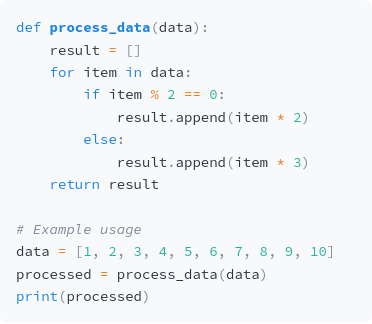 def process_data(data):
    result = []
    for item in data:
        if item % 2 == 0:
            result.append(item * 2)
        else:
            result.append(item * 3)
    return result

# Example usage
data = [1, 2, 3, 4, 5, 6, 7, 8, 9, 10]
processed = process_data(data)
print(processed)